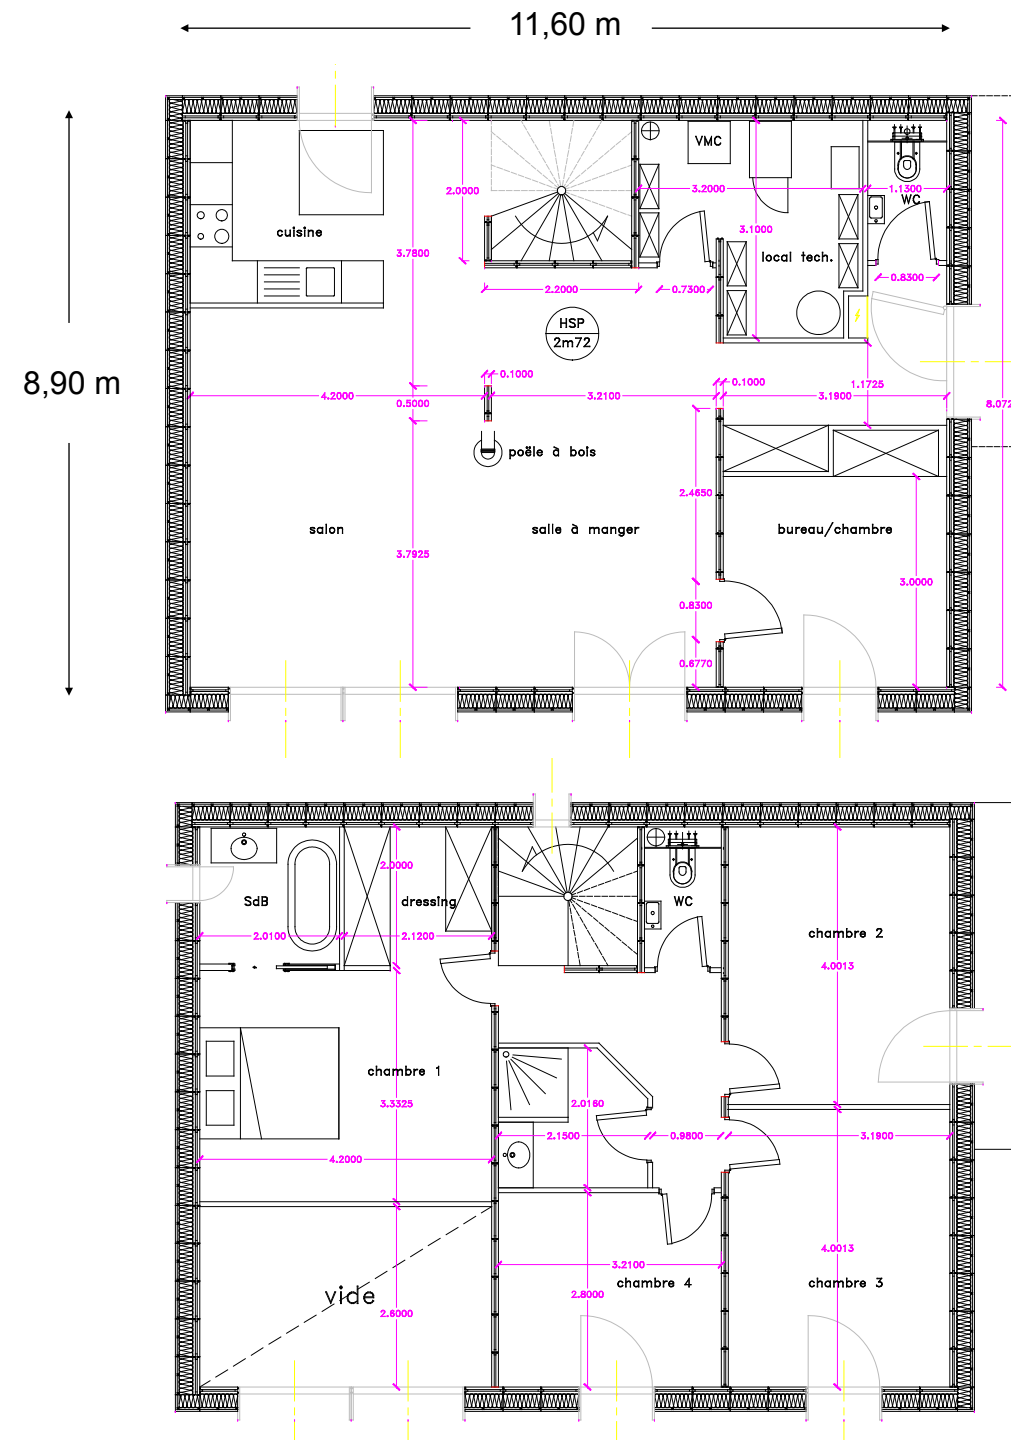 11,60 m
8,90 m
VMC
2.0000
3.2000
1.1300
WC
cuisine
3.7800
3.1000
local tech.
0.8300
2.2000
0.7300
HSP
2m72
0.1000
0.1000
1.1725
4.2000
0.5000
3.2100
3.1900
8.072
poële à bois
2.4650
salon
salle à manger
bureau/chambre
3.7925
3.0000
0.8300
0.6770
2.0000
SdB
dressing
WC
2.0100
2.1200
chambre 2
4.0013
chambre 1
3.3325
2.0160
2.1500
0.9800
3.1900
4.2000
4.0013
3.2100
chambre 4
chambre 3
vide
2.8000
2.6000